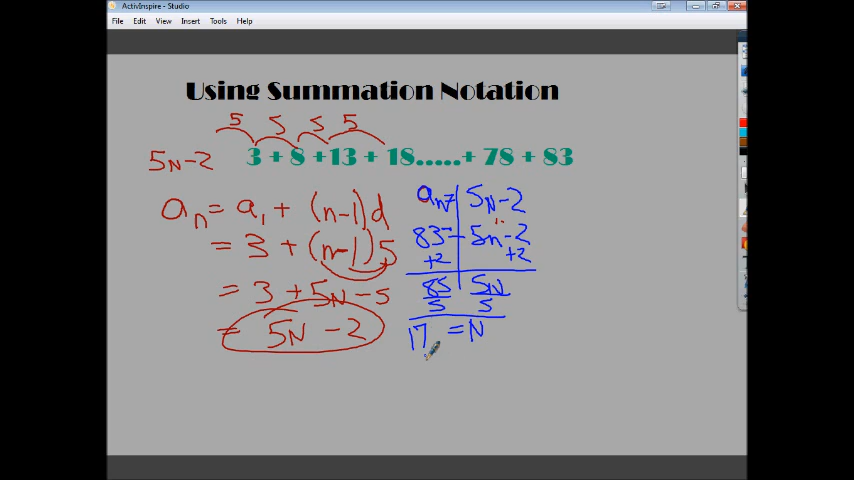 ActivInspire - Studio
File Edit View Insert Tools Help
Using Summation Notation
5 5 5 5
5N-2
3 + 8 +13 + 18......+ 78 + 83
an = a1 + (n-1)d
= 3 + (n-1)5
= 3 + 5N - 5
= 5N - 2
an = 5N-2
83 = 5n-2
+2 +2
85 5N
5 5
17 = N